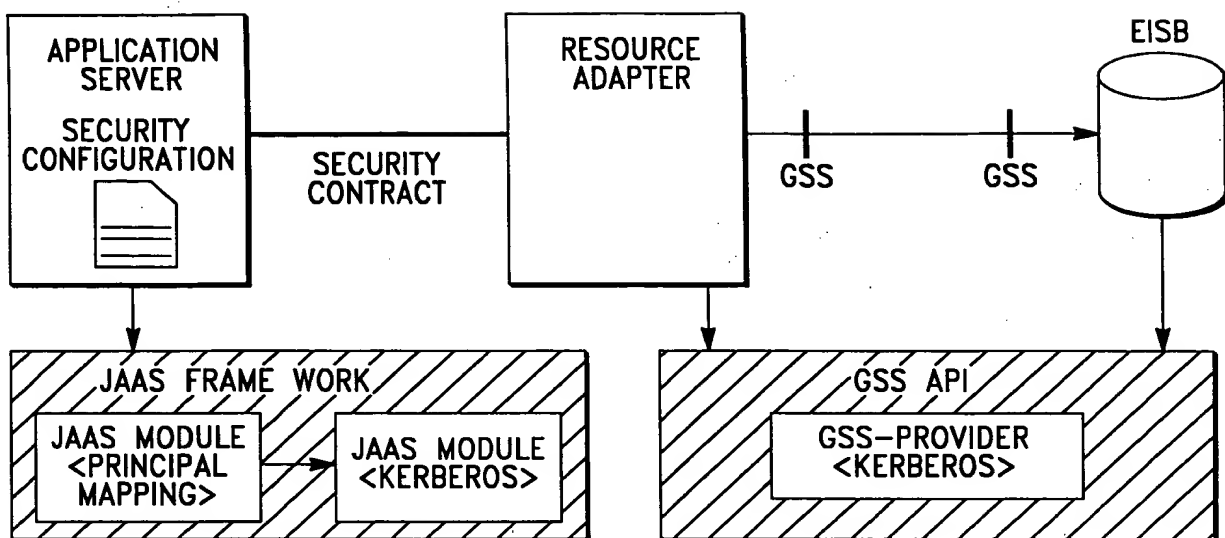 APPLICATION
SERVER
SECURITY
CONFIGURATION
SECURITY
CONTRACT
RESOURCE
ADAPTER
GSS
GSS
EISB
JAAS FRAME WORK
JAAS MODULE
<PRINCIPAL
MAPPING>
JAAS MODULE
<KERBEROS>
GSS API
GSS-PROVIDER
<KERBEROS>